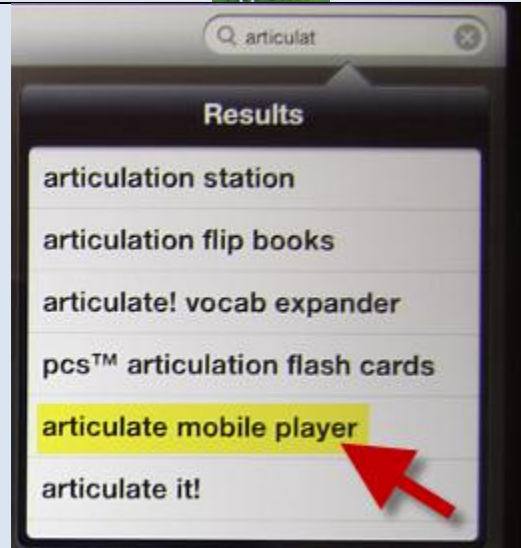 articulat
Results
articulation station
articulation flip books
articulate! vocab expander
pcs™ articulation flash cards
articulate mobile player
articulate it!